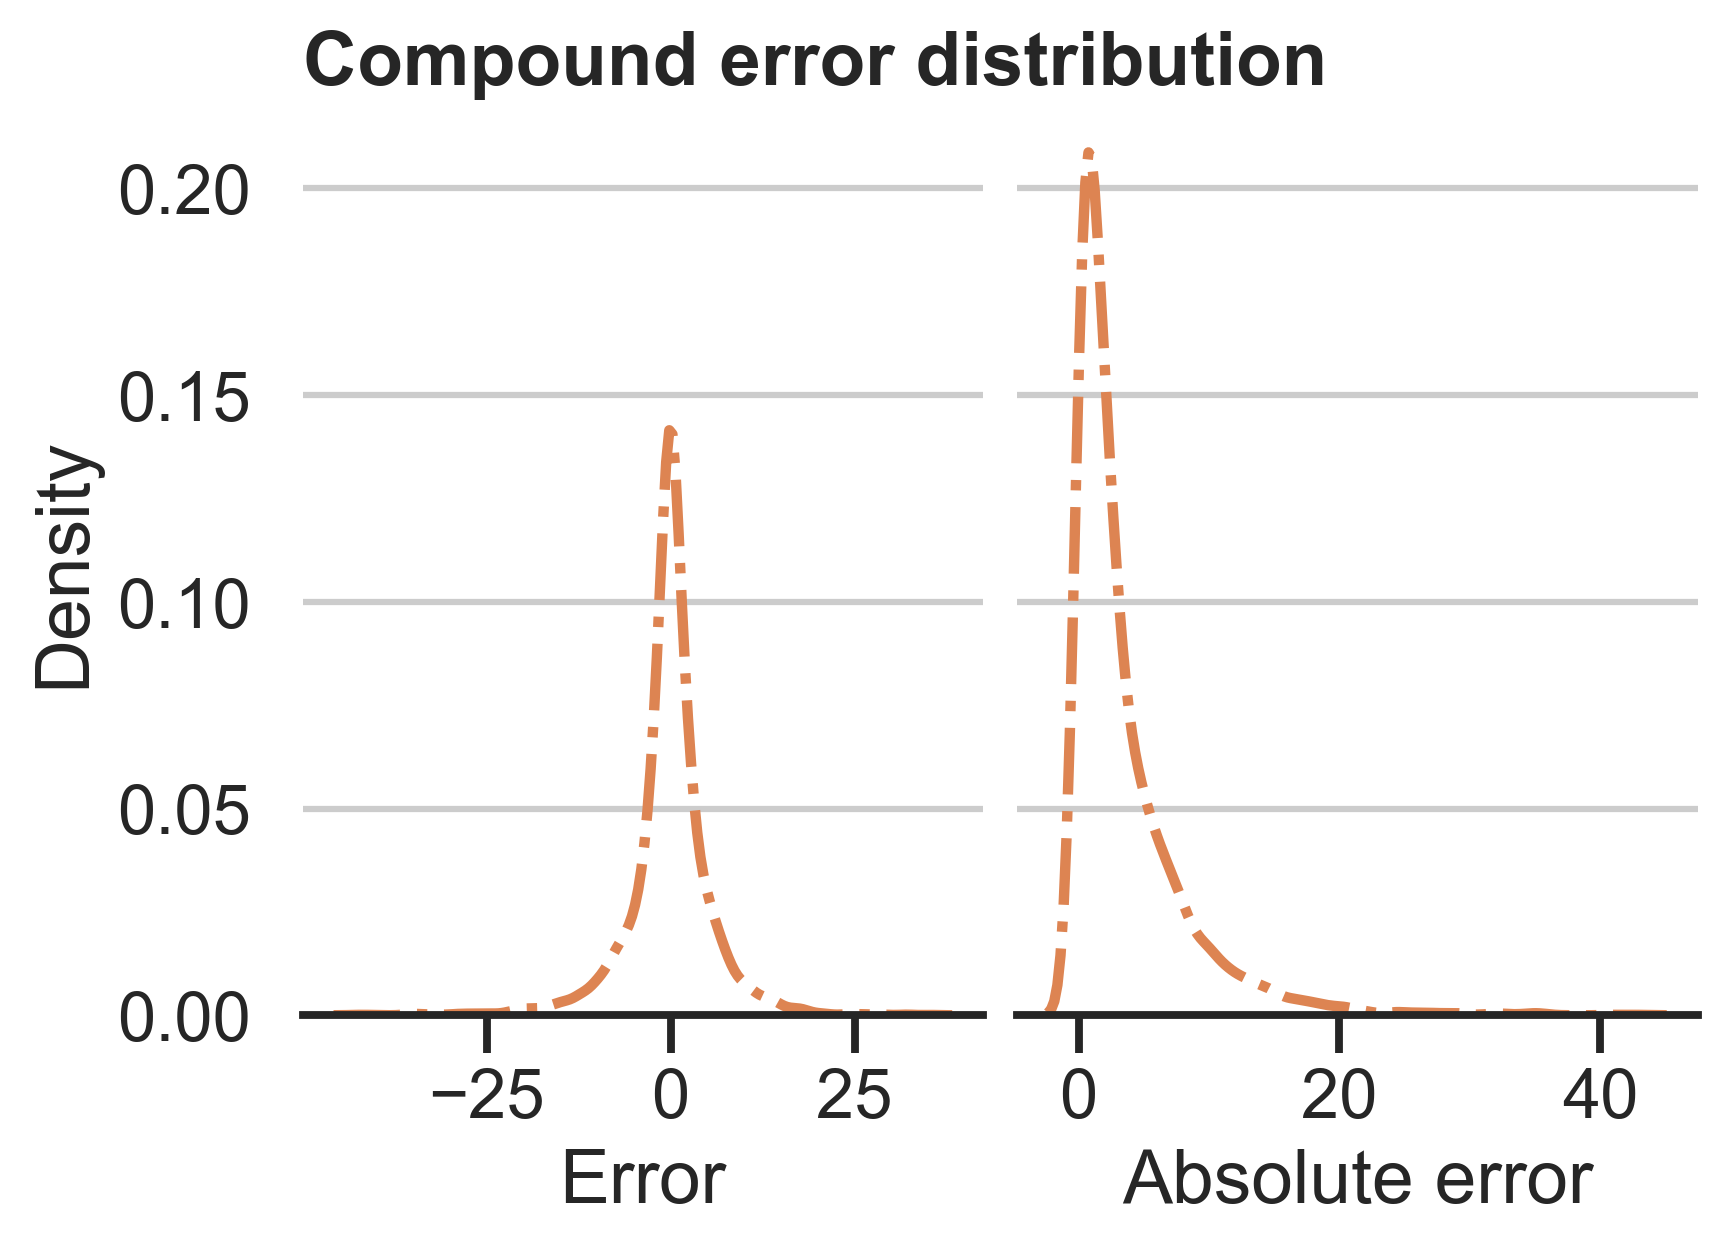 Compound error distribution
0.20
0.15
0.10
0.05
0.00
Density
−25 0 25
0 20 40
Error
Absolute error